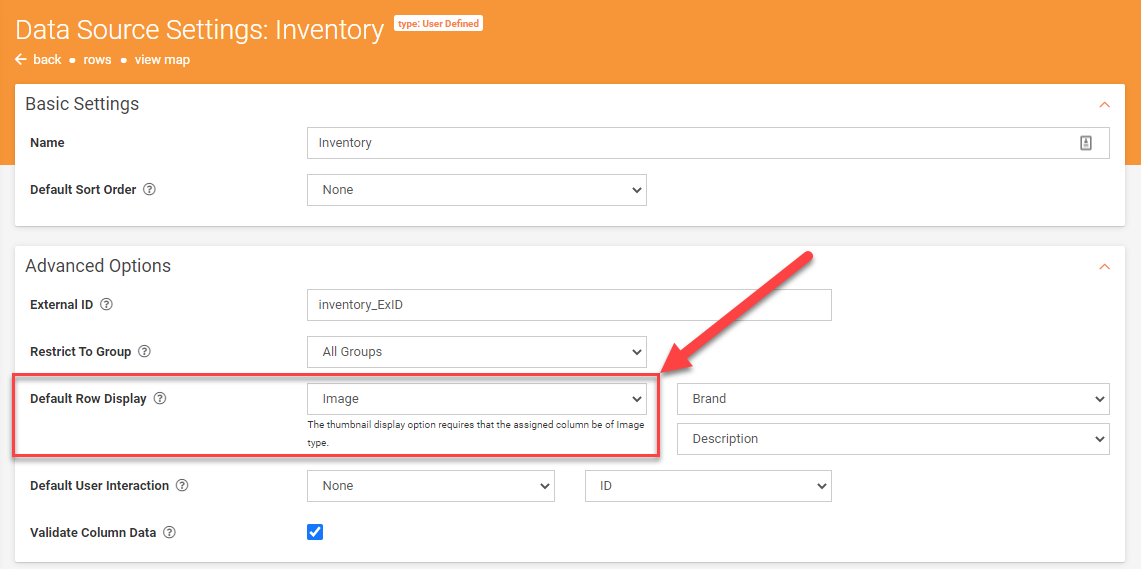 Data Source Settings: Inventory type: User Defined
back • rows • view map
Basic Settings
Name Inventory
Default Sort Order None
Advanced Options
External ID inventory_ExID
Restrict To Group All Groups
Default Row Display Image Brand
The thumbnail display option requires that the assigned column be of Image
type.
Description
Default User Interaction None ID
Validate Column Data